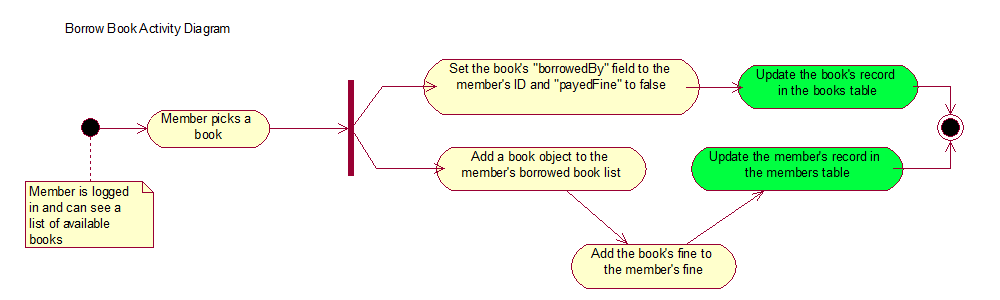 Borrow Book Activity Diagram
Set the book's "borrowedBy" field to the
member's ID and "payedFine" to false
Update the book's record
in the books table
Member picks a
book
Add a book object to the
member's borrowed book list
Update the member's record in
the members table
Member is logged
in and can see a
list of available
books
Add the book's fine to
the member's fine